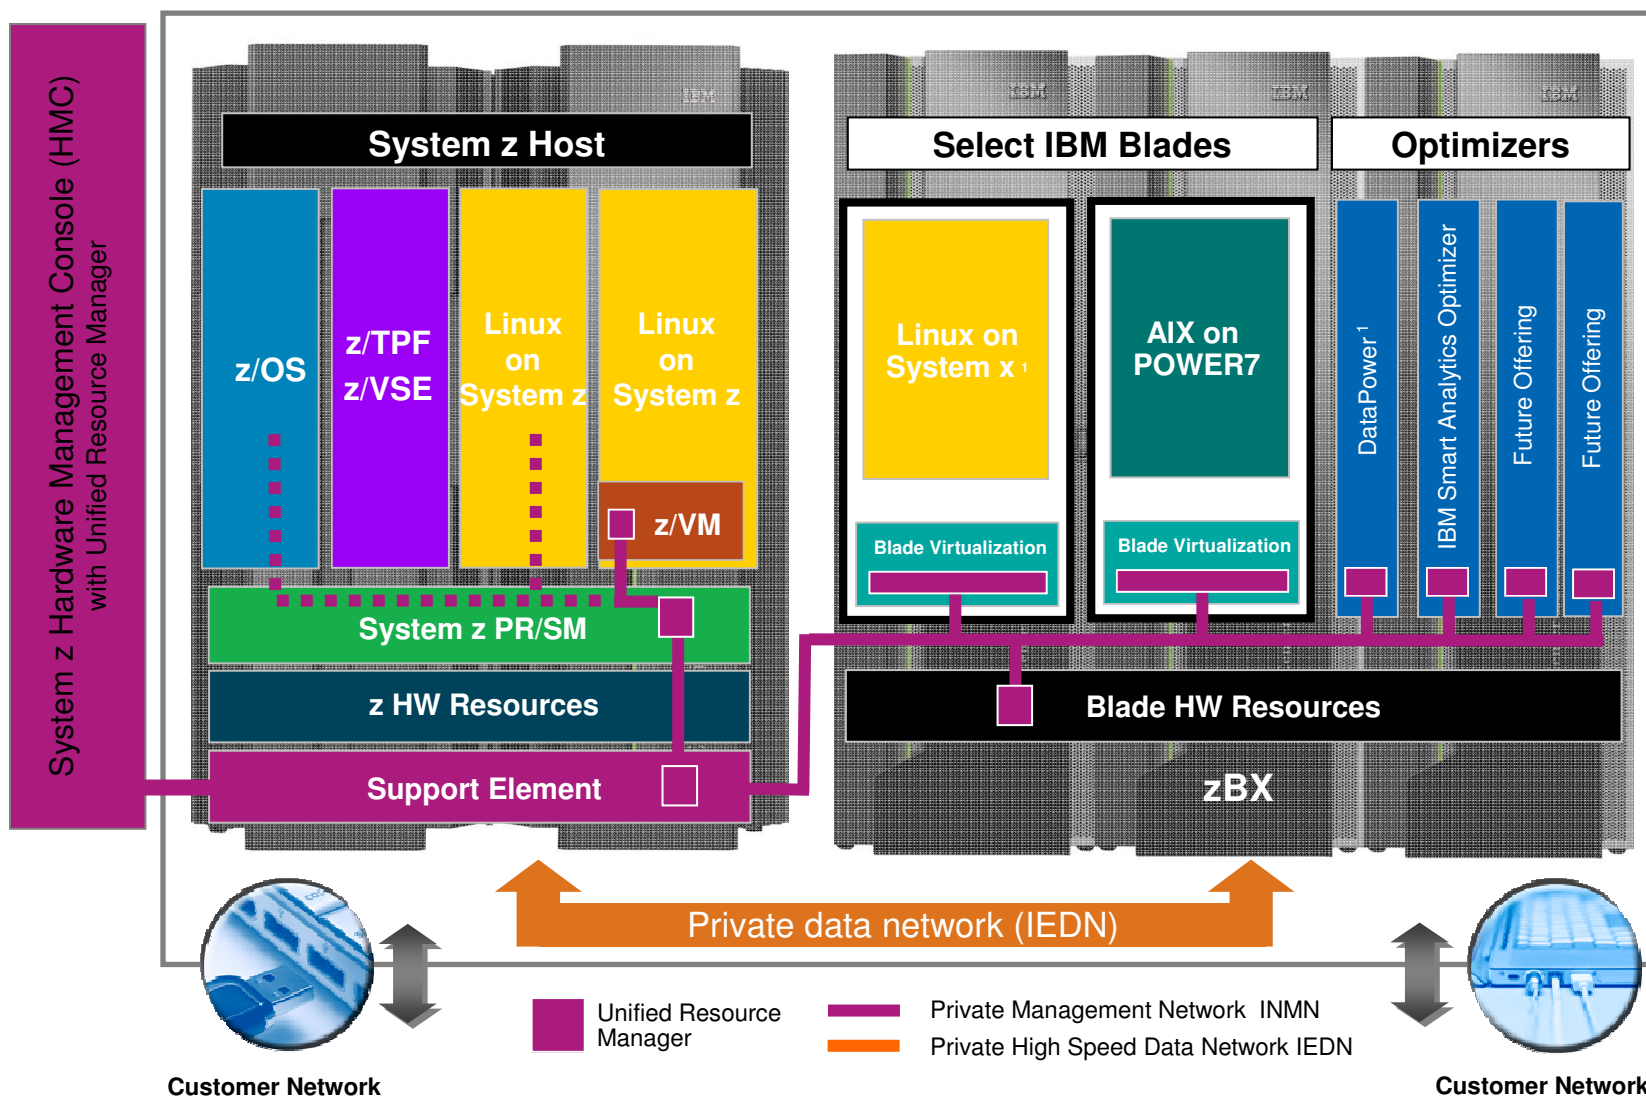 System z Hardware Management Console (HMC)
with Unified Resource Manager
IBM
IBM
IBM
IBM
System z Host
Select IBM Blades
Optimizers
z/OS
z/TPF
z/VSE
Linux
on
System z
Linux
on
System z
z/VM
Linux on
System x 1
AIX on
POWER7
Blade Virtualization
Blade Virtualization
DataPower 1
IBM Smart Analytics Optimizer
Future Offering
Future Offering
System z PR/SM
z HW Resources
Blade HW Resources
Support Element
zBX
Private data network (IEDN)
Unified Resource
Manager
Private Management Network INMN
Private High Speed Data Network IEDN
Customer Network
Customer Network